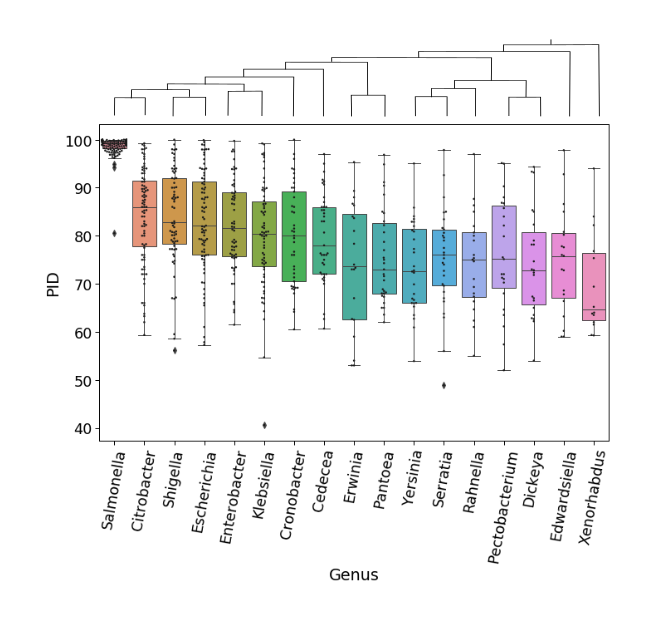 100
90
80
70
60
50
40
PID
Salmonella
Citrobacter
Shigella
Escherichia
Enterobacter
Klebsiella
Cronobacter
Cedecea
Erwinia
Pantoea
Yersinia
Serratia
Rahnella
Pectobacterium
Dickeya
Edwardsiella
Xenorhabdus
Genus